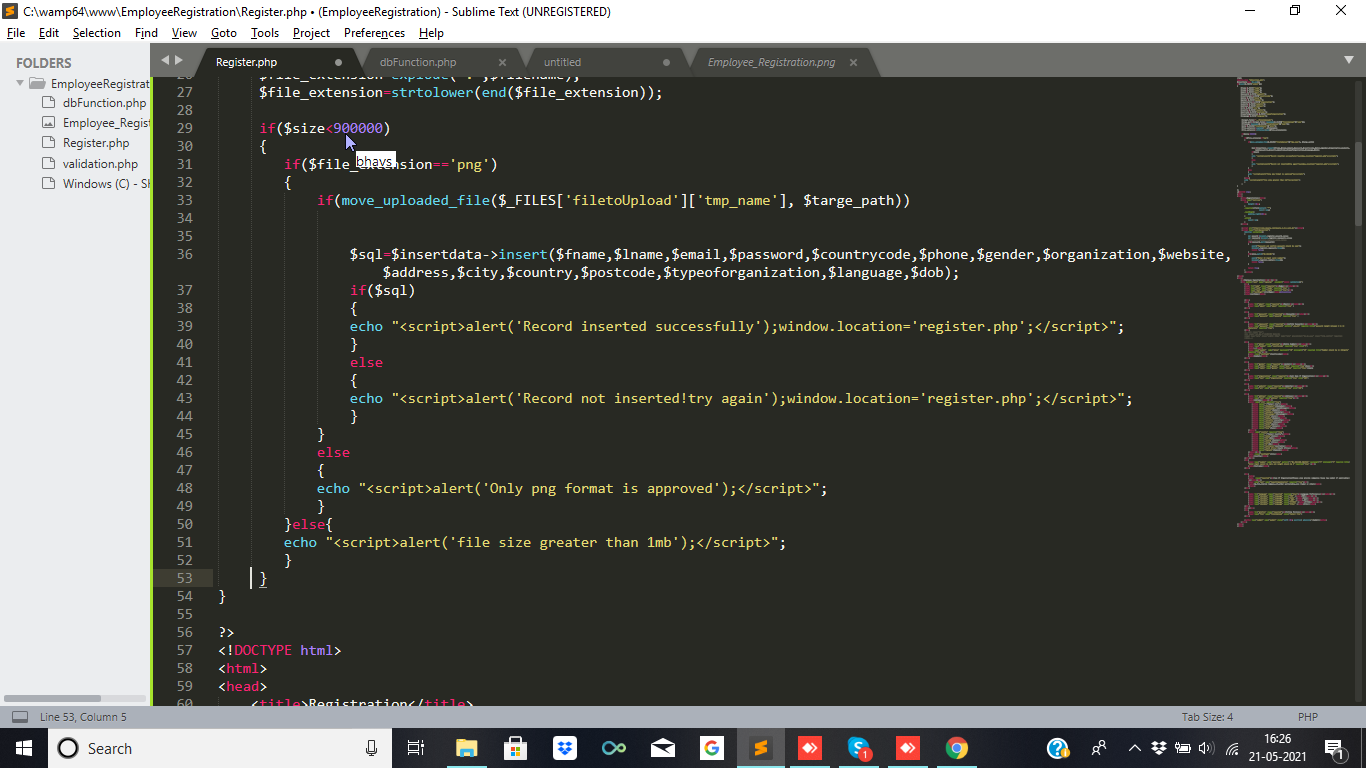 C:\wamp64\www\EmployeeRegistration\Register.php • (EmployeeRegistration) - Sublime Text (UNREGISTERED)
File Edit Selection Find View Goto Tools Project Preferences Help
FOLDERS
EmployeeRegistrat
dbFunction.php
Employee_Regist
Register.php
validation.php
Windows (C) - Sh
Register.php dbFunction.php untitled Employee_Registration.png
26 $file_extension=explode('.',$filename);
27 $file_extension=strtolower(end($file_extension));
28
29 if($size<900000)
30 {
bhavs
31 if($file_extension=='png')
32 {
33 if(move_uploaded_file($_FILES['filetoUpload']['tmp_name'], $targe_path))
34
35
36 $sql=$insertdata->insert($fname,$lname,$email,$password,$countrycode,$phone,$gender,$organization,$website,
$address,$city,$country,$postcode,$typeoforganization,$language,$dob);
37 if($sql)
38 {
39 echo "<script>alert('Record inserted successfully');window.location='register.php';</script>";
40 }
41 else
42 {
43 echo "<script>alert('Record not inserted!try again');window.location='register.php';</script>";
44 }
45 }
46 else
47 {
48 echo "<script>alert('Only png format is approved');</script>";
49 }
50 }else{
51 echo "<script>alert('file size greater than 1mb');</script>";
52 }
53 }
54 }
55
56 ?>
57 <!DOCTYPE html>
58 <html>
59 <head>
60 <title>Registration</title>
Line 53, Column 5 Tab Size: 4 PHP
Search
1
16:26
21-05-2021
1